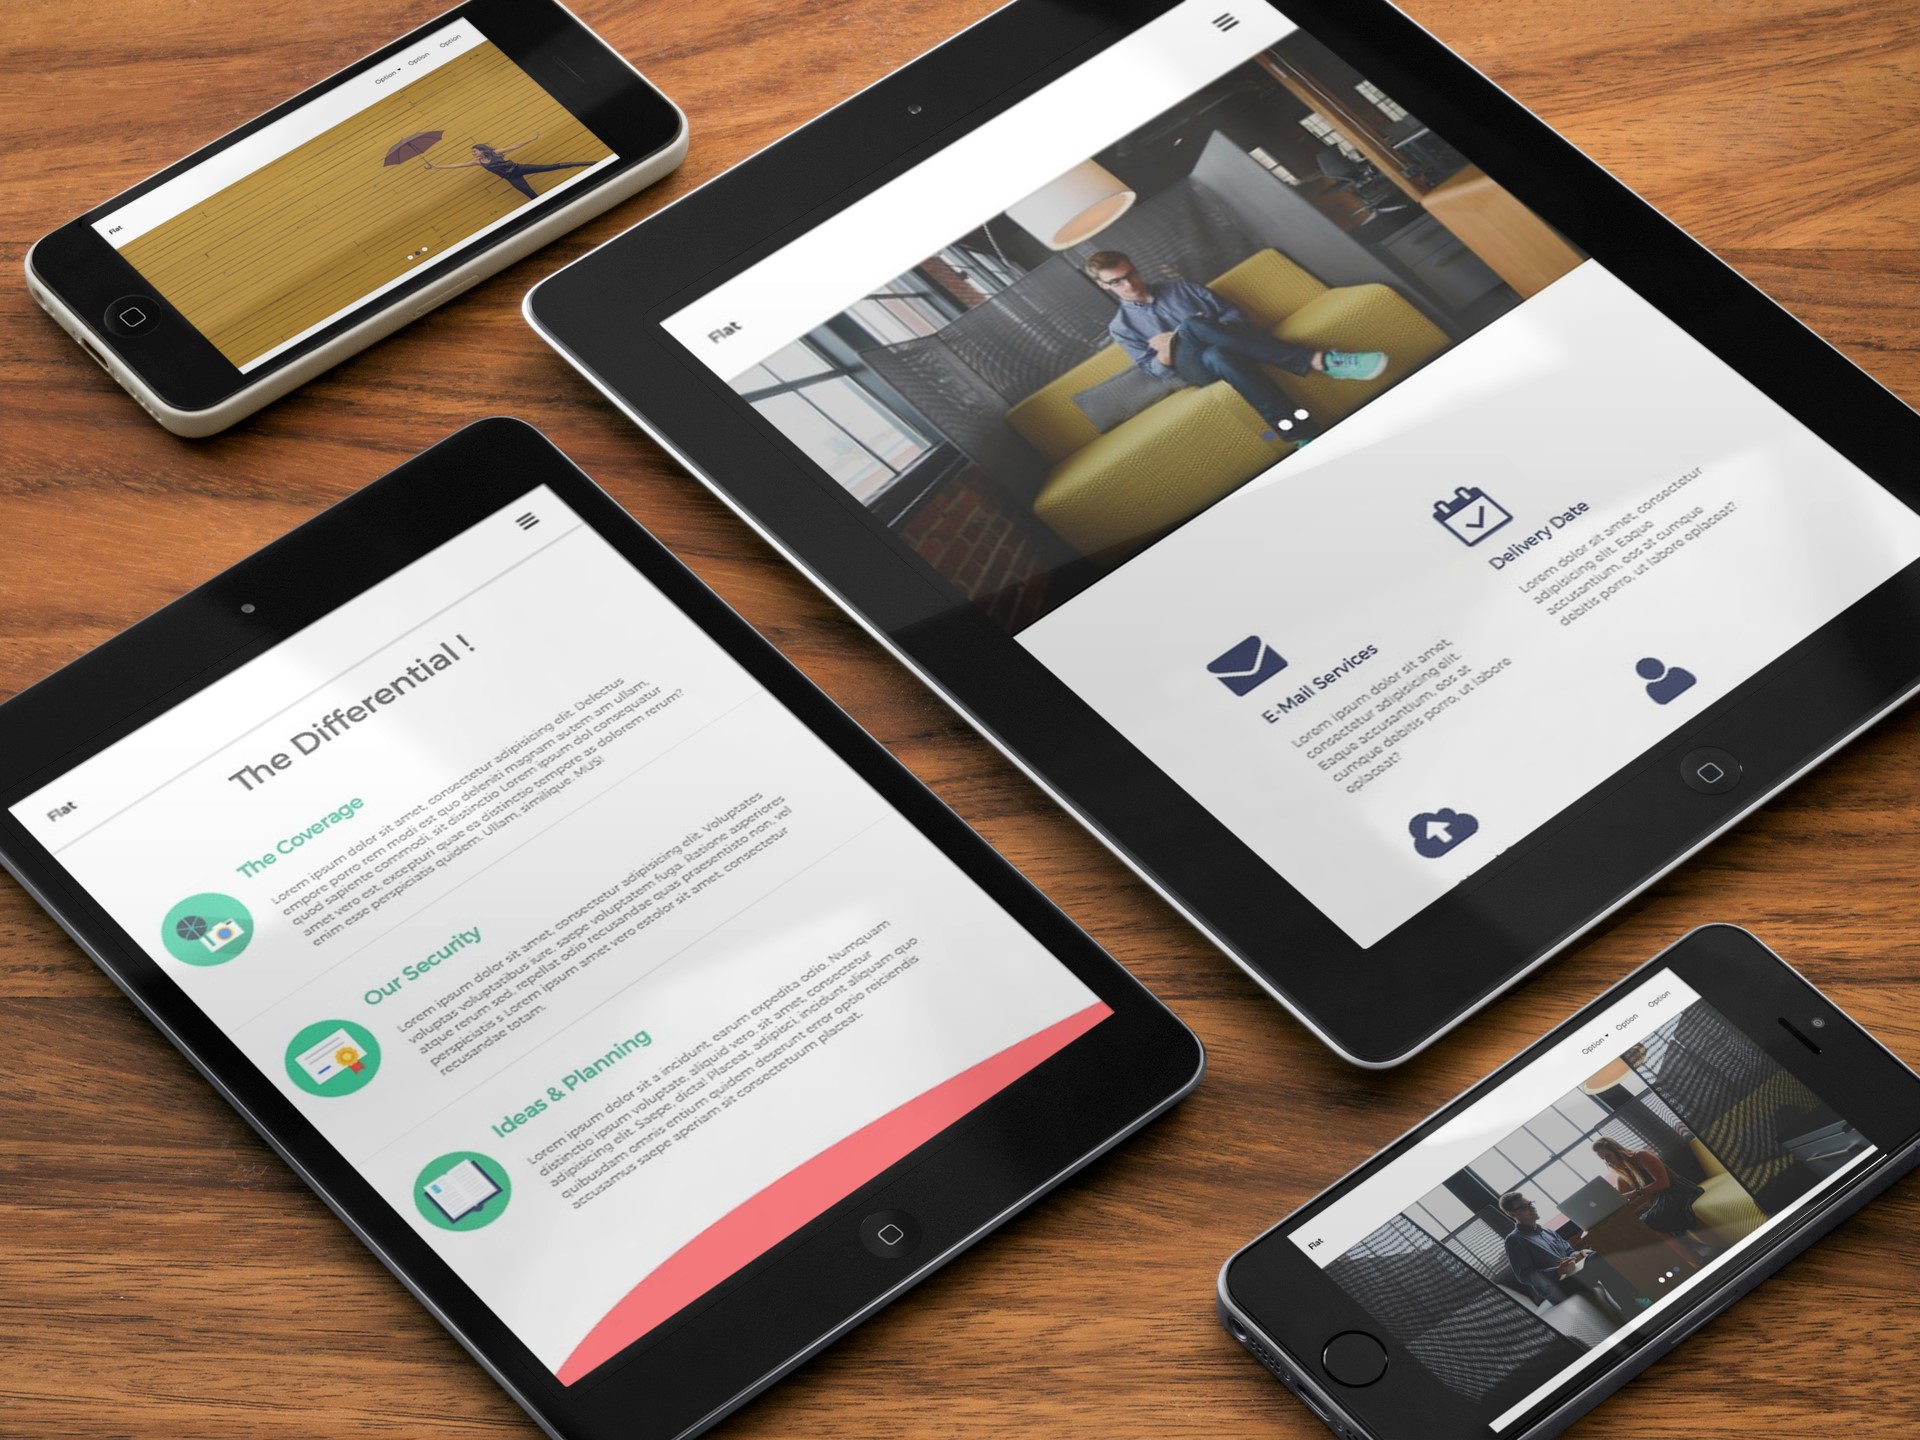 Option
Option
Option
Flat
Flat
Delivery Date
Lorem dolor sit amet, consectetur
adipisicing elit. Eaque
accusantium, eos at cumque
debitis porro, ut labore oplaceat?
E-Mail Services
Lorem ipsum dolor sit amet,
consectetur adipisicing elit.
Eaque accusantium, eos at
cumque debitis porro, ut labore
oplaceat?
Flat
The Differential !
The Coverage
Lorem ipsum dolor sit amet, consectetur adipisicing elit. Delectus
empore porro rem modi est quo deleniti magnam autem am ullam,
quod sapiente commodi, sit distinctio Lorem ipsum dol consequatur
amet vero est, excepturi quae ea distinctio tempore as dolorem rerum?
enim esse perspiciatis quidem. Ullam, similique. MUS!
Our Security
Lorem ipsum dolor sit amet, consectetur adipisicing elit. Voluptates
voluptas voluptatibus iure, saepe voluptatem fuga. Ratione asperiores
atque rerum sed, repellat odio recusandae quas praesentisto non, vel
perspiciatis s Lorem ipsum amet vero estolor sit amet, consectetur
recusandae totam.
Ideas & Planning
Lorem ipsum dolor sit a incidunt, earum expedita odio. Numquam
distinctio ipsum voluptate, aliquid vero. sit amet, consectetur
adipisicing elit. Saepe, dicta! Placeat, adipisci, incidunt aliquam quo
quibusdam omnis entium quidem deserunt error optio reiciendis
accusamus saepe aperiam sit consectetuum placeat.
Option
Option
Option
Flat